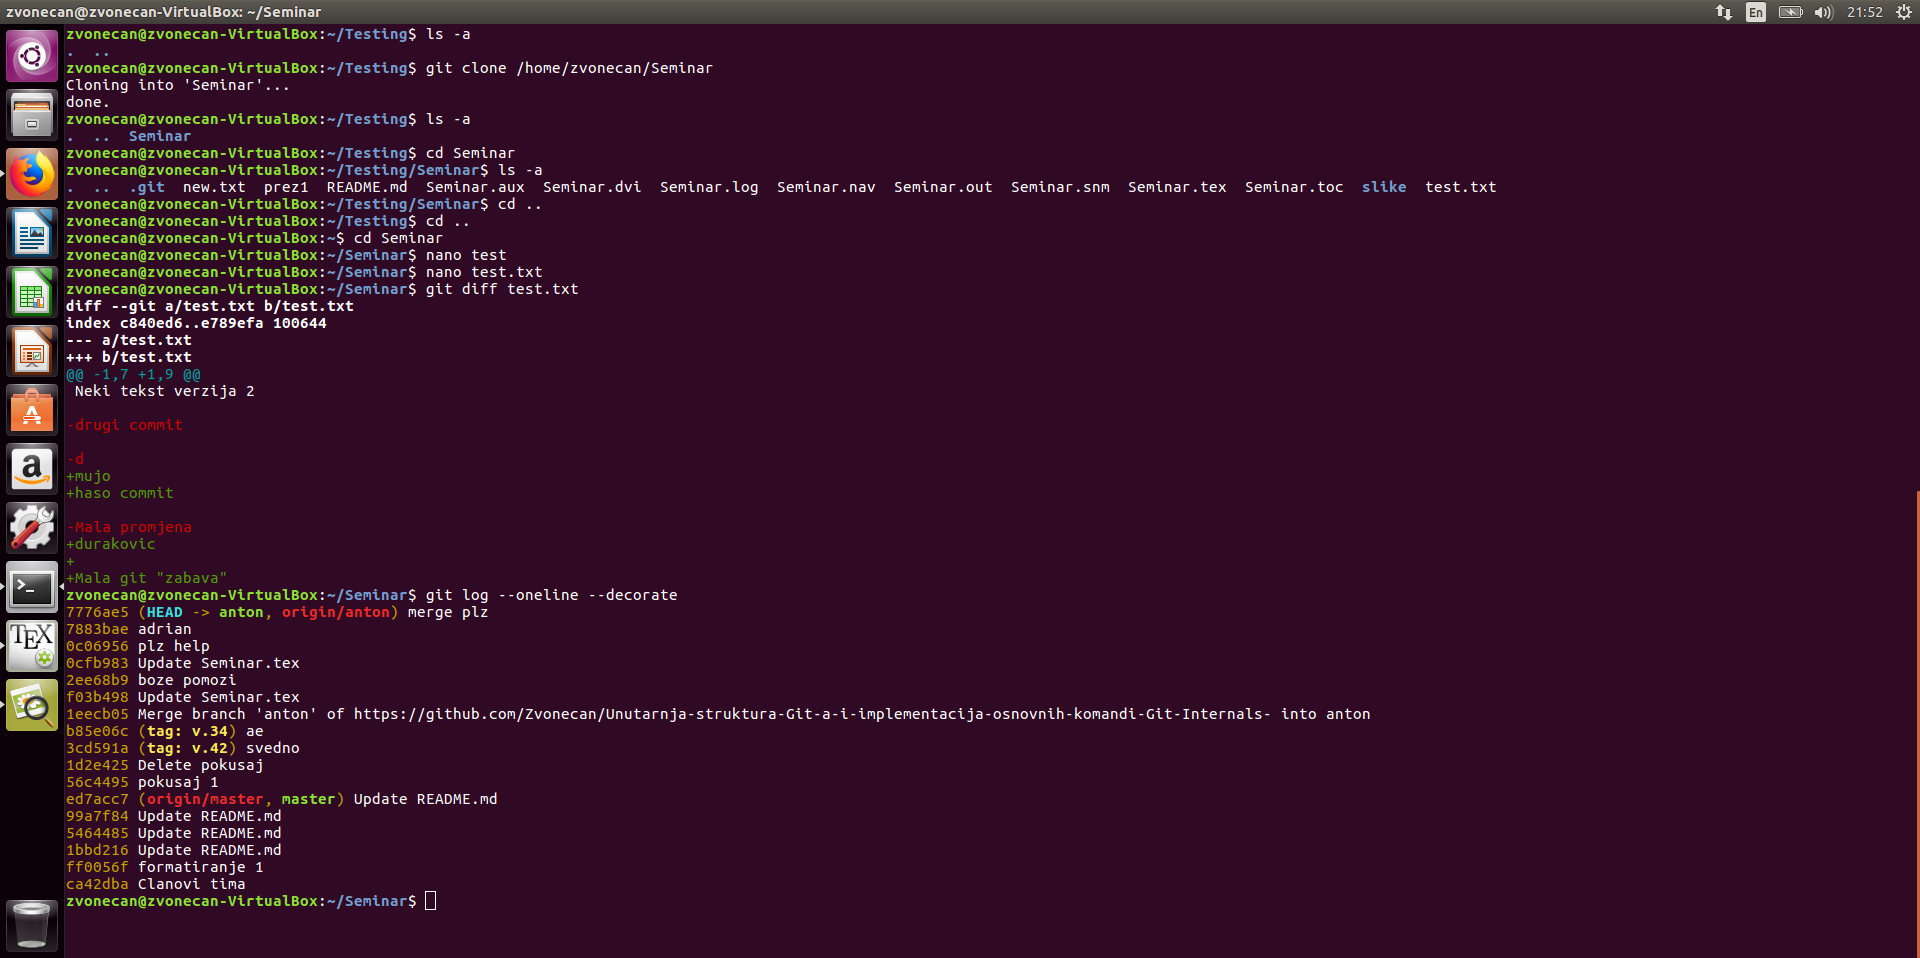 zvonecan@zvonecan-VirtualBox: ~/Seminar
En
21:52
zvonecan@zvonecan-VirtualBox:~/Testing$ ls -a
.  ..
zvonecan@zvonecan-VirtualBox:~/Testing$ git clone /home/zvonecan/Seminar
Cloning into 'Seminar'...
done.
zvonecan@zvonecan-VirtualBox:~/Testing$ ls -a
.  ..  Seminar
zvonecan@zvonecan-VirtualBox:~/Testing$ cd Seminar
zvonecan@zvonecan-VirtualBox:~/Testing/Seminar$ ls -a
.  ..  .git  new.txt  prez1  README.md  Seminar.aux  Seminar.dvi  Seminar.log  Seminar.nav  Seminar.out  Seminar.snm  Seminar.tex  Seminar.toc  slike  test.txt
zvonecan@zvonecan-VirtualBox:~/Testing/Seminar$ cd ..
zvonecan@zvonecan-VirtualBox:~/Testing$ cd ..
zvonecan@zvonecan-VirtualBox:~$ cd Seminar
zvonecan@zvonecan-VirtualBox:~/Seminar$ nano test
zvonecan@zvonecan-VirtualBox:~/Seminar$ nano test.txt
zvonecan@zvonecan-VirtualBox:~/Seminar$ git diff test.txt
diff --git a/test.txt b/test.txt
index c840ed6..e789efa 100644
--- a/test.txt
+++ b/test.txt
@@ -1,7 +1,9 @@
 Neki tekst verzija 2
-drugi commit
-d
+mujo
+haso commit
-Mala promjena
+durakovic
+
+Mala git "zabava"
zvonecan@zvonecan-VirtualBox:~/Seminar$ git log --oneline --decorate
7776ae5 (HEAD -> anton, origin/anton) merge plz
7883bae adrian
0c06956 plz help
0cfb983 Update Seminar.tex
2ee68b9 boze pomozi
f03b498 Update Seminar.tex
1eecb05 Merge branch 'anton' of https://github.com/Zvonecan/Unutarnja-struktura-Git-a-i-implementacija-osnovnih-komandi-Git-Internals- into anton
b85e06c (tag: v.34) ae
3cd591a (tag: v.42) svedno
1d2e425 Delete pokusaj
56c4495 pokusaj 1
ed7acc7 (origin/master, master) Update README.md
99a7f84 Update README.md
5464485 Update README.md
1bbd216 Update README.md
ff0056f formatiranje 1
ca42dba Clanovi tima
zvonecan@zvonecan-VirtualBox:~/Seminar$
A
a
>_
TEX